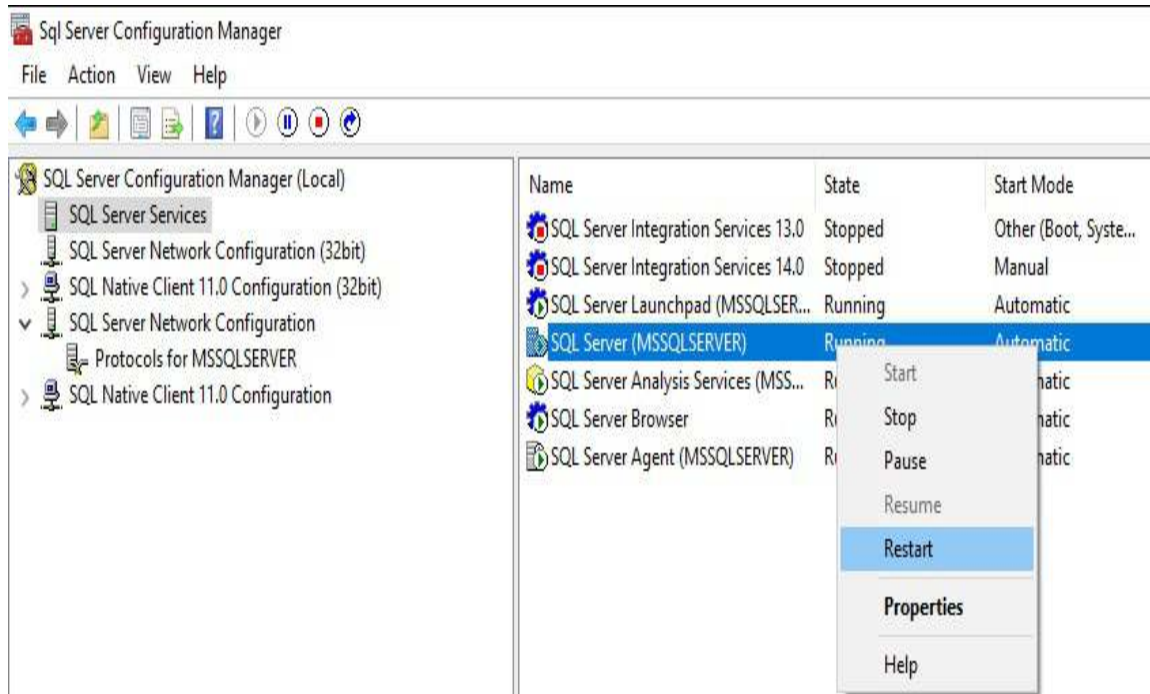 Sql Server Configuration Manager
File Action View Help
SQL Server Configuration Manager (Local)
SQL Server Services
SQL Server Network Configuration (32bit)
SQL Native Client 11.0 Configuration (32bit)
SQL Server Network Configuration
Protocols for MSSQLSERVER
SQL Native Client 11.0 Configuration
Name State Start Mode
SQL Server Integration Services 13.0 Stopped Other (Boot, Syste...
SQL Server Integration Services 14.0 Stopped Manual
SQL Server Launchpad (MSSQLSER... Running Automatic
SQL Server (MSSQLSERVER) Running Automatic
SQL Server Analysis Services (MSS... R natic
SQL Server Browser R natic
SQL Server Agent (MSSQLSERVER) R natic
Start
Stop
Pause
Resume
Restart
Properties
Help